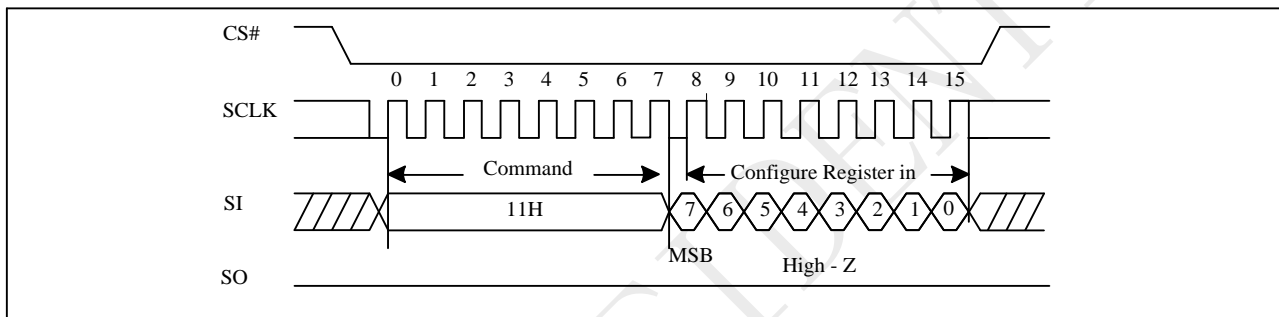 CS#
0 1 2 3 4 5 6 7 8 9 10 11 12 13 14 15
SCLK
Command
Configure Register in
SI
11H
7 6 5 4 3 2 1 0
MSB
High - Z
SO